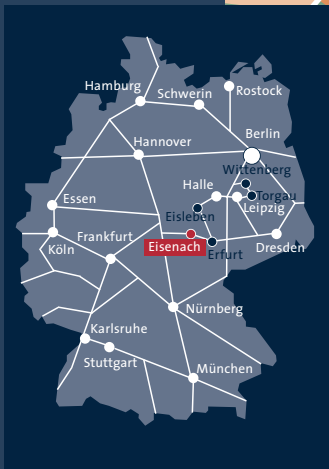 Hamburg
Schwerin
Rostock
Berlin
Hannover
Wittenberg
Halle
Torgau
Essen
Eisleben
Leipzig
Frankfurt
Köln
Eisenach
Erfurt
Dresden
Nürnberg
Karlsruhe
Stuttgart
München